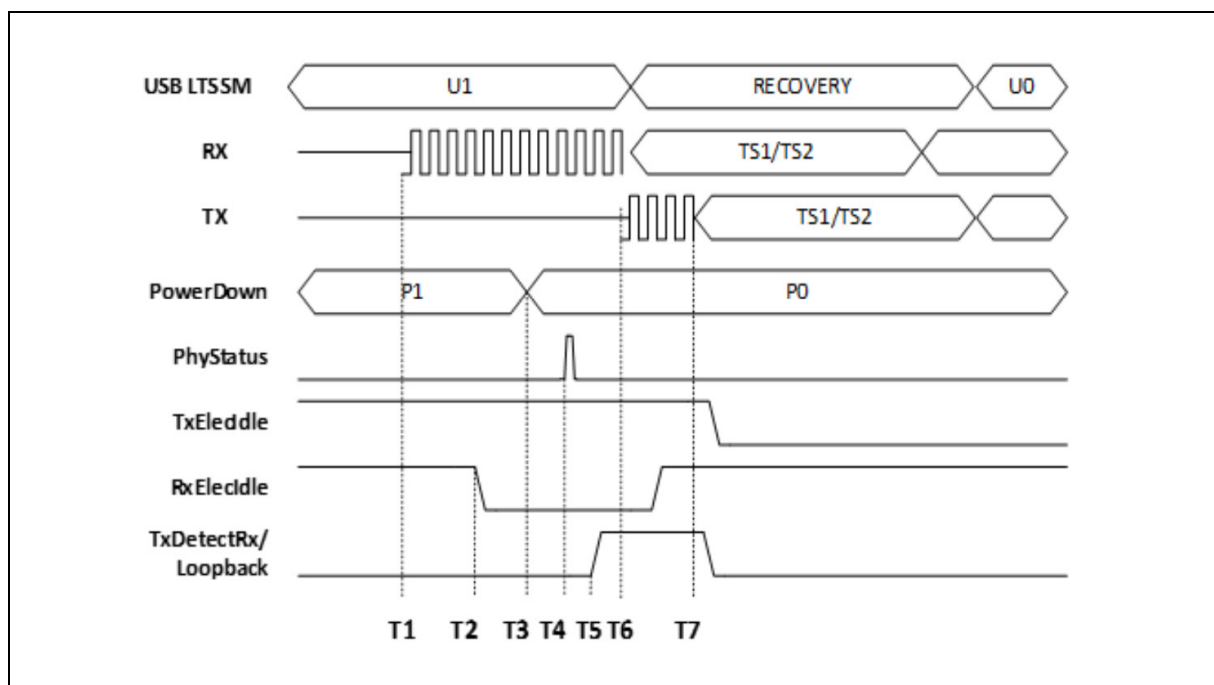 USB LTSSM U1 RECOVERY U0
RX TS1/TS2
TX TS1/TS2
PowerDown P1 P0
PhyStatus
TxElecIdle
RxElecIdle
TxDetectRx/
Loopback
T1 T2 T3 T4 T5 T6 T7